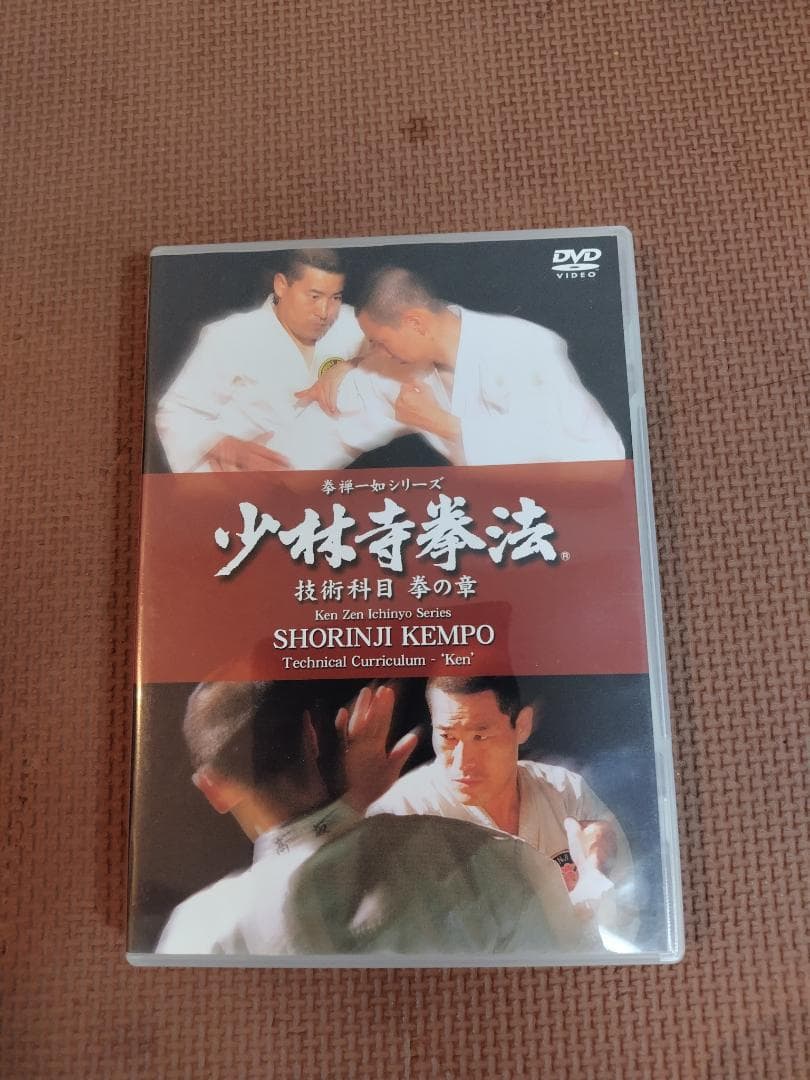 DVD
VIDEO
拳禅一如シリーズ
少林寺拳法®
技術科目 拳の章
Ken Zen Ichinyo Series
SHORINJI KEMPO
Technical Curriculum - ‘Ken’